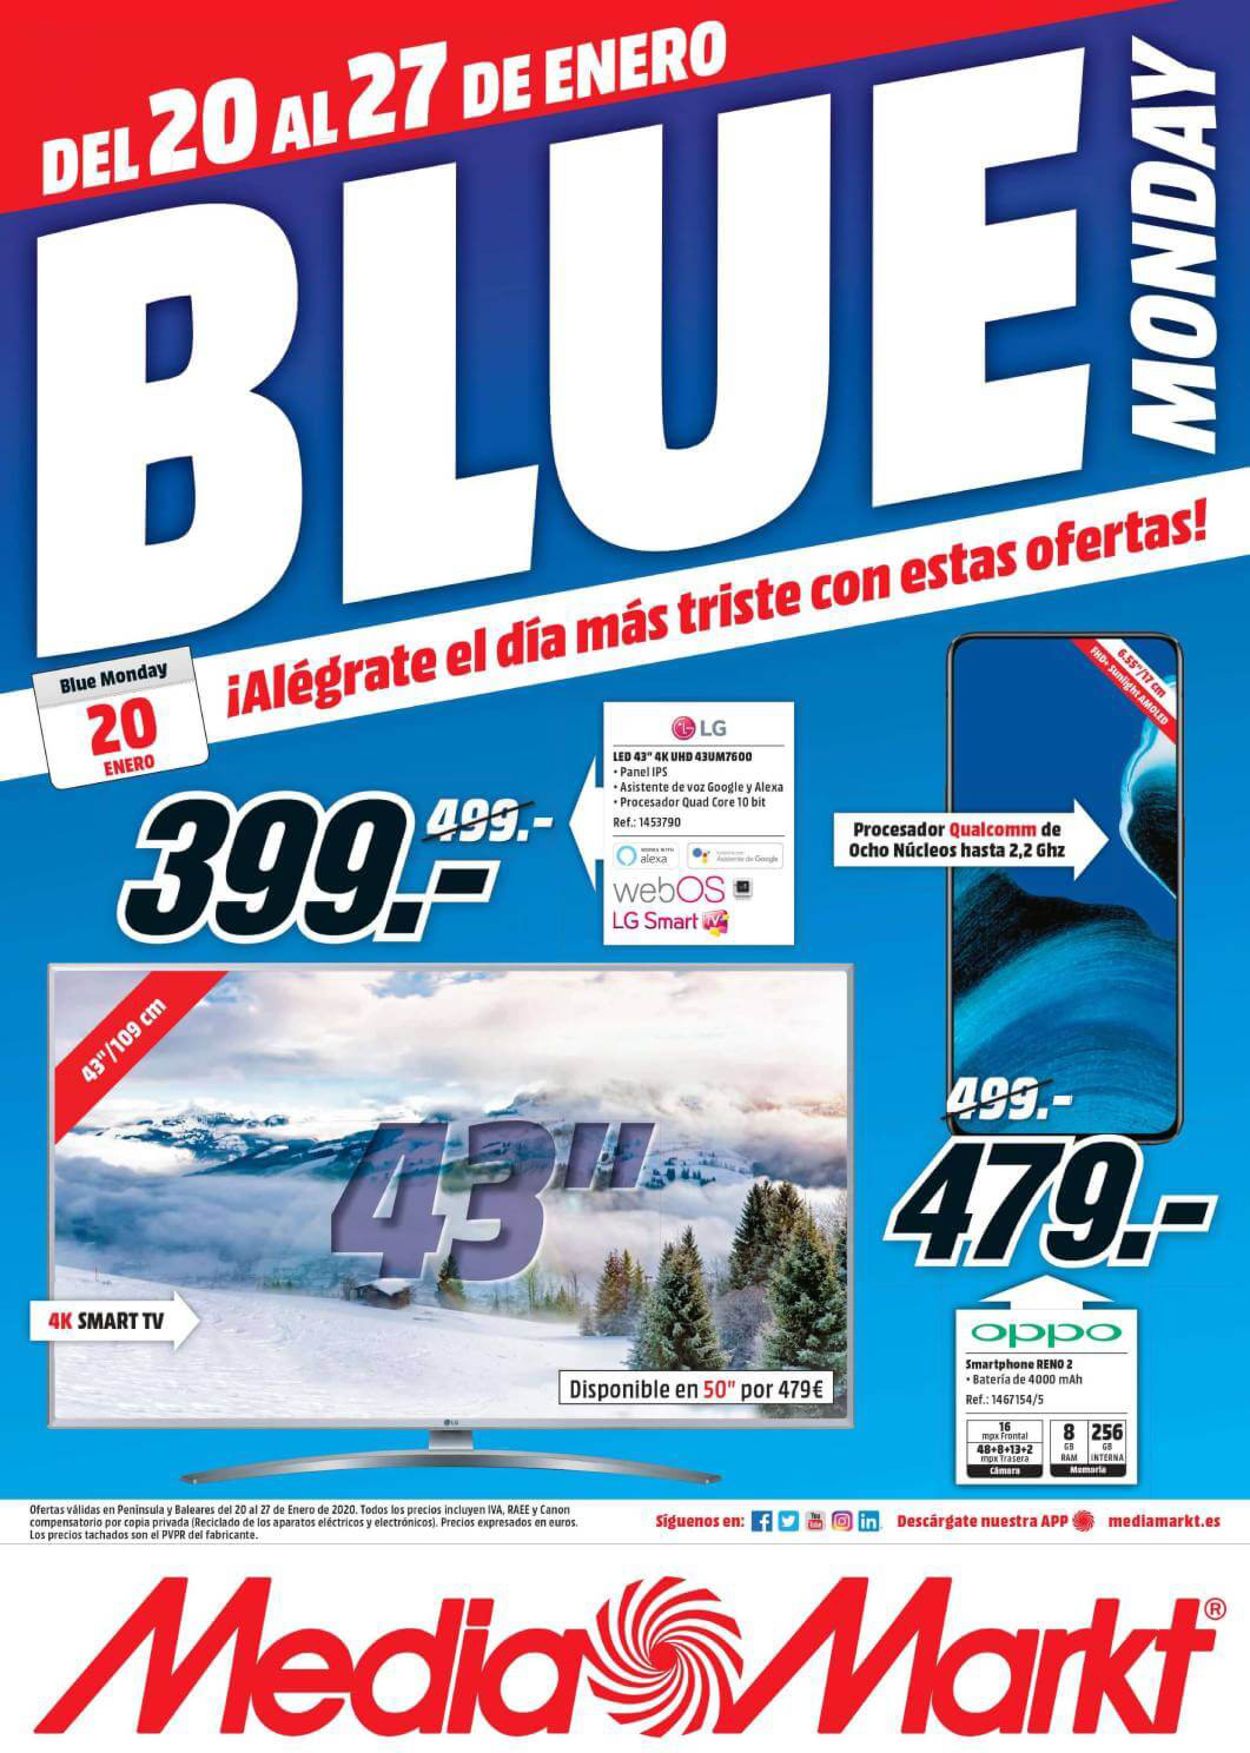 DEL 20 AL 27 DE ENERO
BLUE
MONDAY
¡Alégrate el día más triste con estas ofertas!
Blue Monday
20
ENERO
399.-
499.-
LG
LED 43" 4K UHD 43UM7600
• Panel IPS
• Asistente de voz Google y Alexa
• Procesador Quad Core 10 bit
Ref.: 1453790
WORKS WITH
alexa
Asistente de Google
webOS
LG Smart TV
6.55"/17 cm
FHD+ Sunlight AMOLED
Procesador Qualcomm de
Ocho Núcleos hasta 2,2 Ghz
43"/109 cm
43"
4K SMART TV
Disponible en 50" por 479€
LG
499.-
479.-
oppo
Smartphone RENO 2
• Batería de 4000 mAh
Ref.: 1467154/5
16
mpx Frontal
48+8+13+2
mpx Trasera
Cámara
8
GB
RAM
256
GB
INTERNA
Memoria
Ofertas válidas en Península y Baleares del 20 al 27 de Enero de 2020. Todos los precios incluyen IVA, RAEE y Canon
compensatorio por copia privada (Reciclado de los aparatos eléctricos y electrónicos). Precios expresados en euros.
Los precios tachados son el PVPR del fabricante.
Síguenos en:
Descárgate nuestra APP
mediamarkt.es
MediaMarkt®